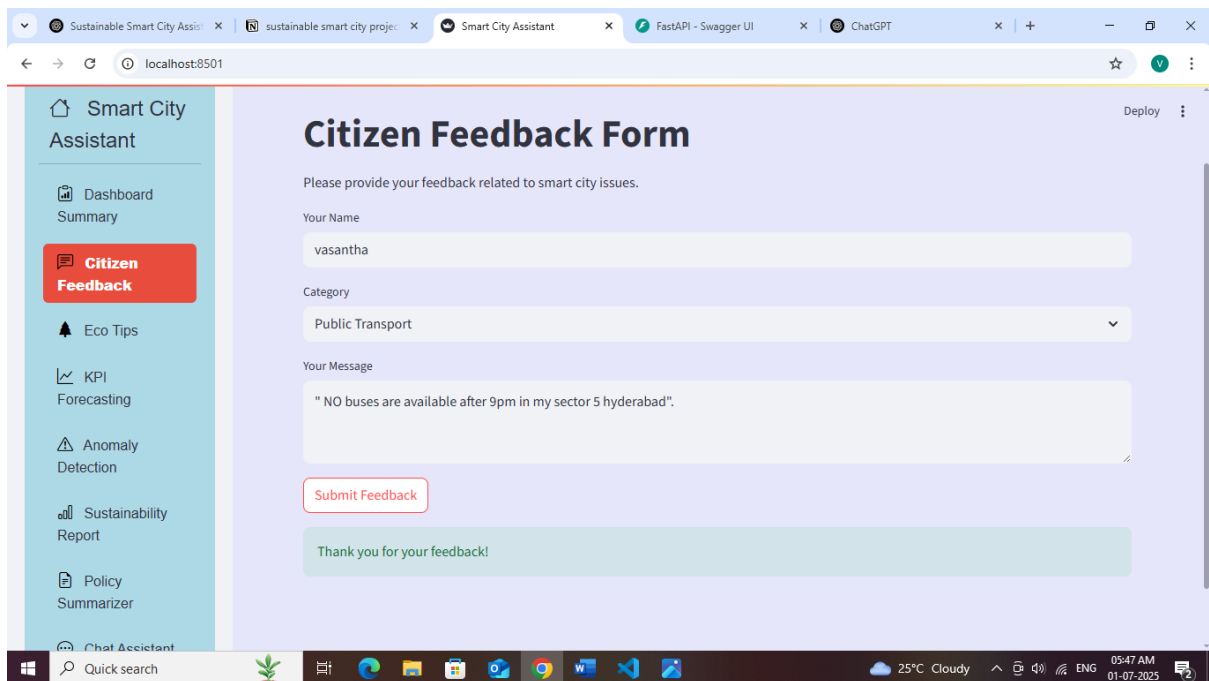 Sustainable Smart City Assist
sustainable smart city projec
Smart City Assistant
FastAPI - Swagger UI
ChatGPT
localhost:8501
V
Smart City
Assistant
Dashboard
Summary
Citizen
Feedback
Eco Tips
KPI
Forecasting
Anomaly
Detection
Sustainability
Report
Policy
Summarizer
Chat Assistant
Deploy
Citizen Feedback Form
Please provide your feedback related to smart city issues.
Your Name
vasantha
Category
Public Transport
Your Message
" NO buses are available after 9pm in my sector 5 hyderabad".
Submit Feedback
Thank you for your feedback!
Quick search
25°C Cloudy
ENG
05:47 AM
01-07-2025
2